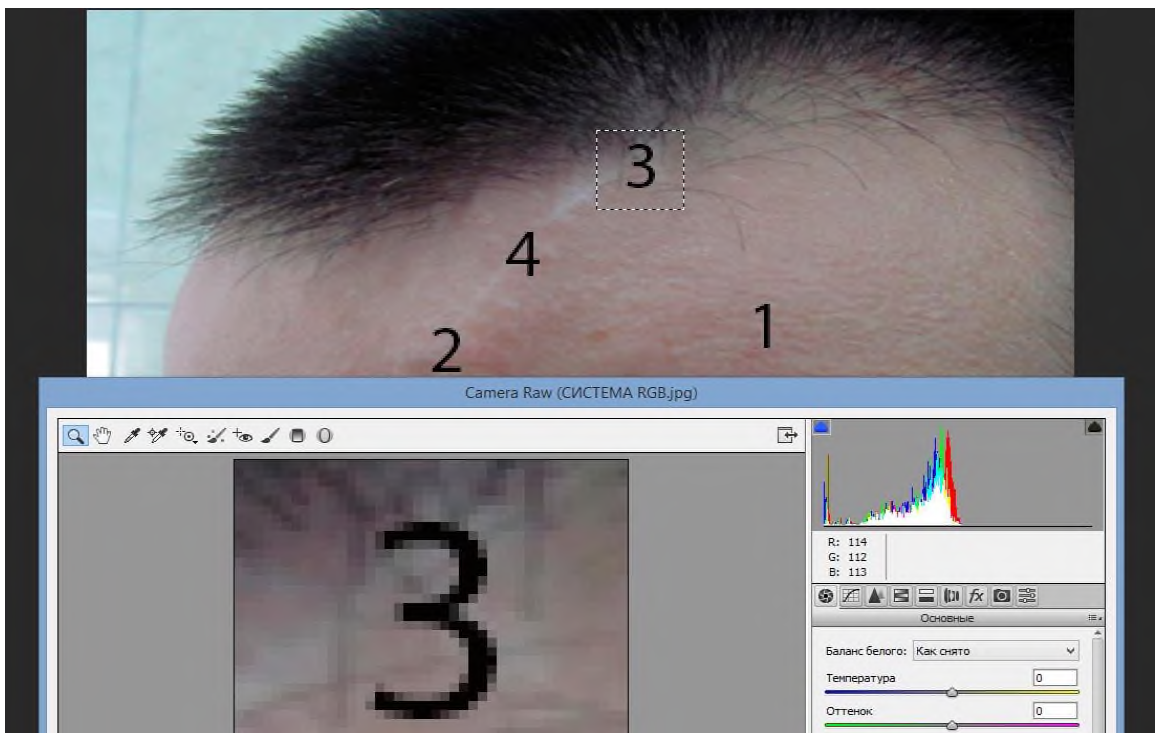 3
4
1
2
Camera Raw (СИСТЕМА RGB.jpg)
3
R: 114
G: 112
B: 113
fx
Основные
Баланс белого: Как снято
Температура 0
Оттенок 0